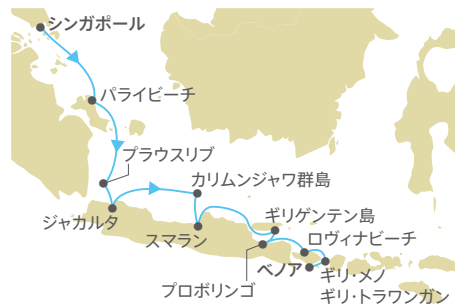 シンガポール
パライビーチ
プラウスリブ
カリムンジャワ群島
ジャカルタ
スマラン
ギリゲンテン島
ロヴィナビーチ
ベノア
プロボリンゴ
ギリ・メノ
ギリ・トラワンガン